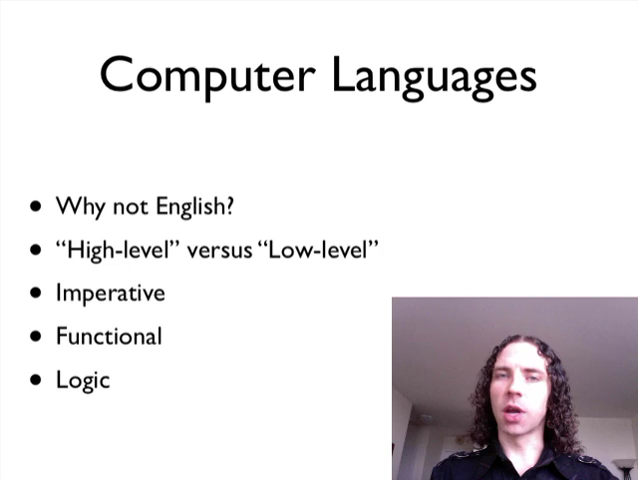 Computer Languages
• Why not English?
• “High-level” versus “Low-level”
• Imperative
• Functional
• Logic